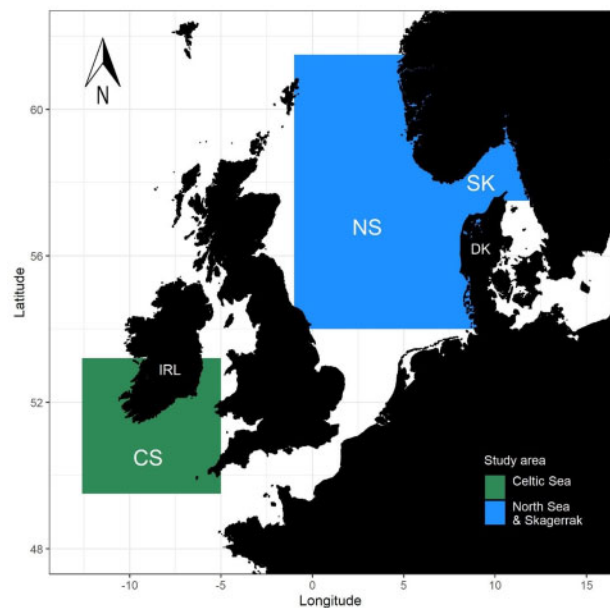 N
60
56
52
48
Latitude
SK
NS
DK
IRL
CS
Study area
Celtic Sea
North Sea
& Skagerrak
-10
-5
0
5
10
15
Longitude